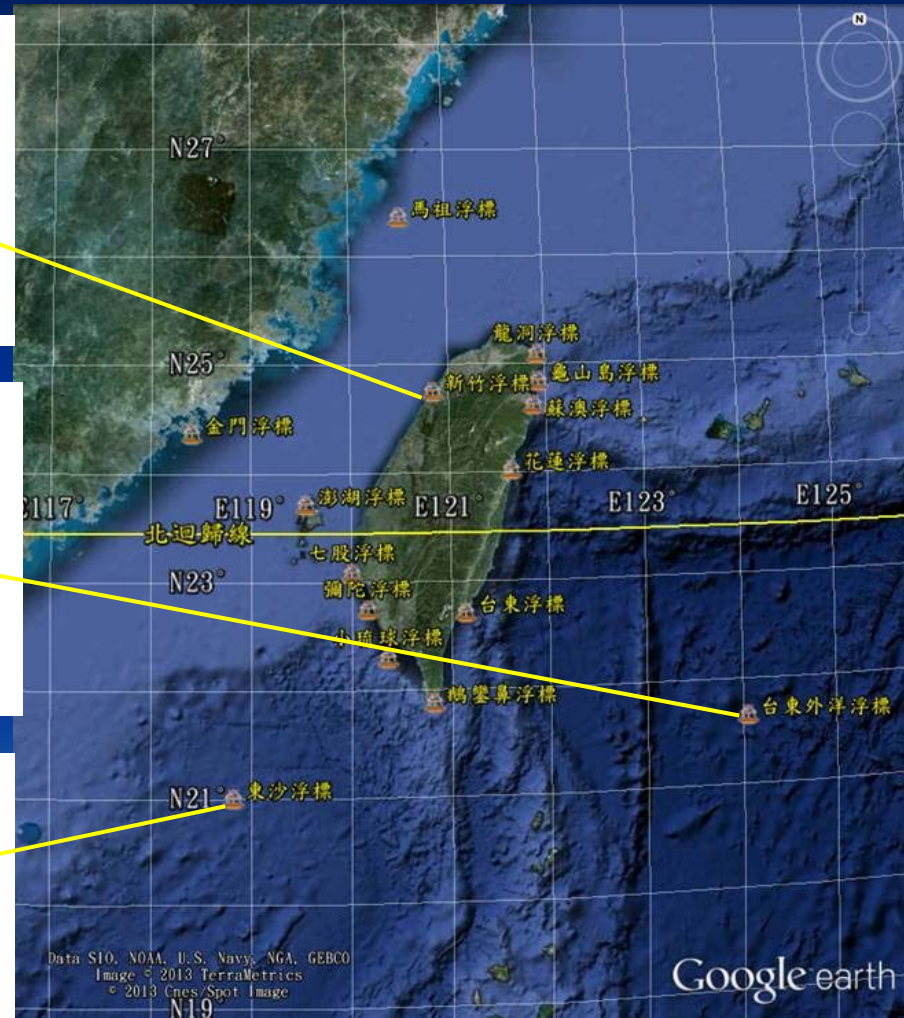 N
N27°
馬祖浮標
龍洞浮標
N25°
新竹浮標
龜山島浮標
蘇澳浮標
金門浮標
花蓮浮標
E117°
E119°
澎湖浮標
E121°
E123°
E125°
北迴歸線
七股浮標
N23°
彌陀浮標
台東浮標
小琉球浮標
鵝鑾鼻浮標
台東外洋浮標
N21°
東沙浮標
Data SIO, NOAA, U.S. Navy, NGA, GEBCO
Image © 2013 TerraMetrics
© 2013 Cnes/Spot Image
Google earth
N19°